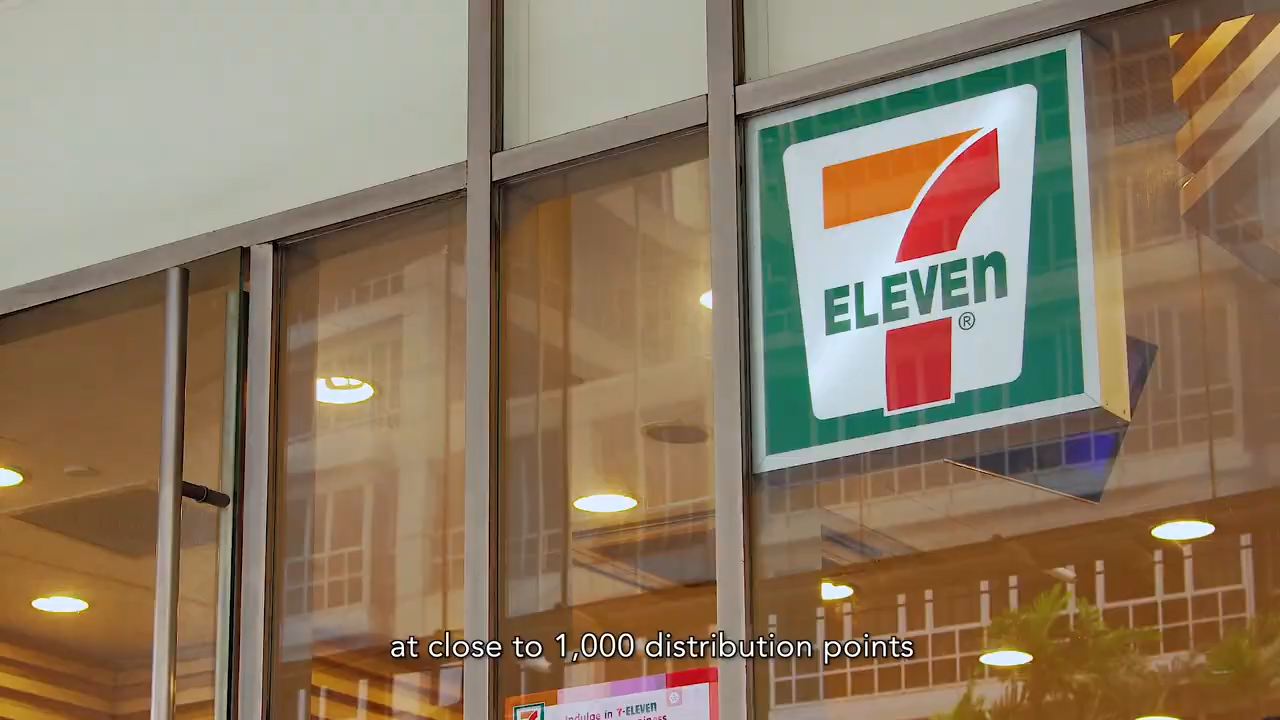 7
ELEVEn
®
at close to 1,000 distribution points
Indulge in 7-ELEVEN